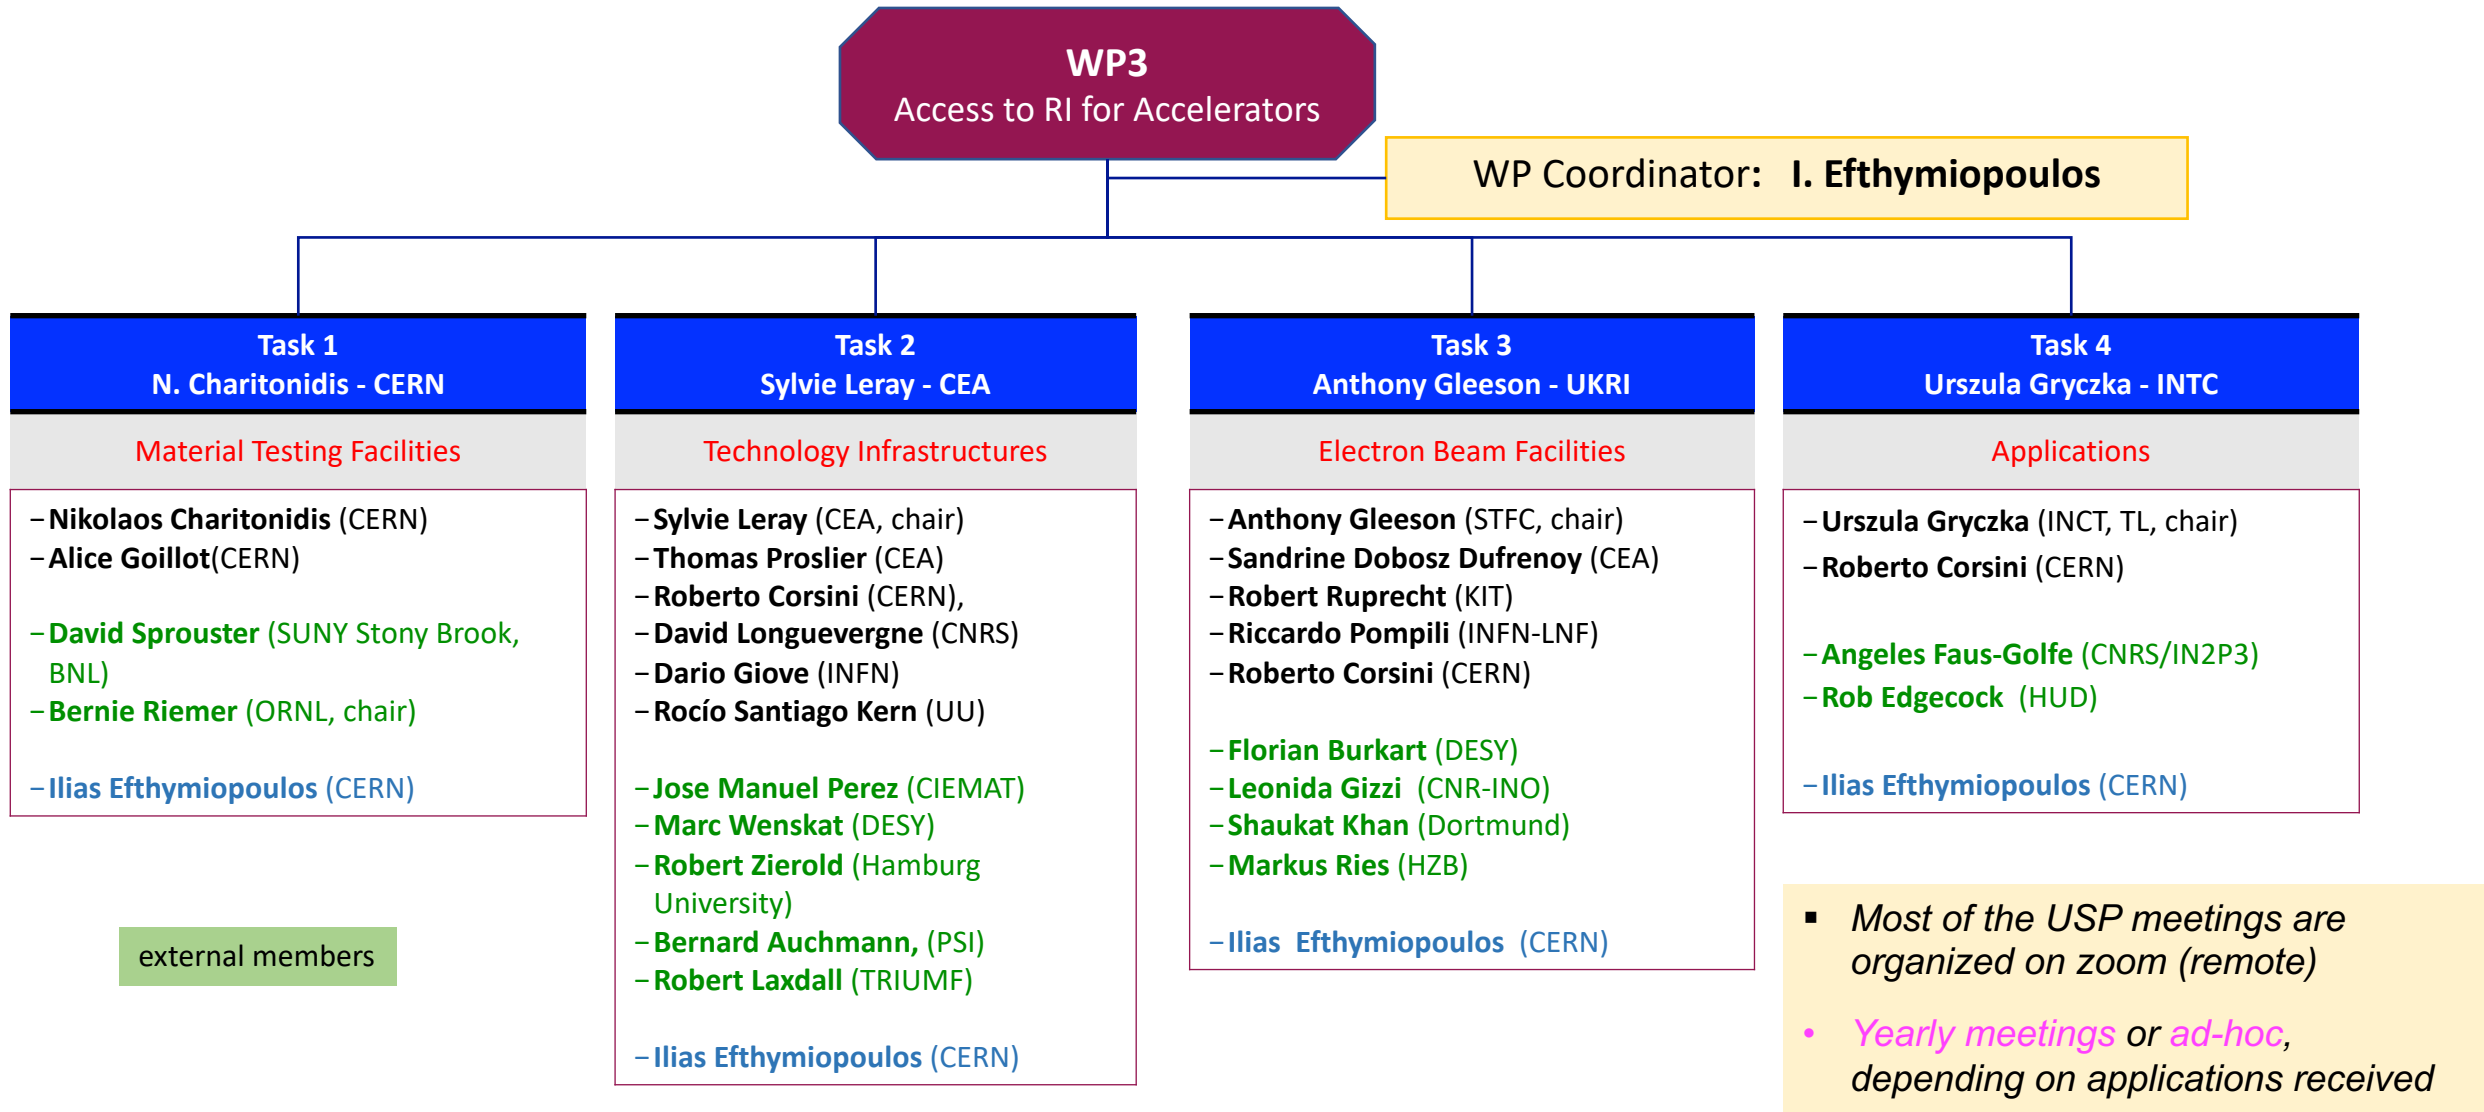 WP3
Access to RI for Accelerators
WP Coordinator: I. Efthymiopoulos
Task 1
N. Charitonidis - CERN
Material Testing Facilities
–Nikolaos Charitonidis (CERN)
–Alice Goillot(CERN)
–David Sprouster (SUNY Stony Brook,
BNL)
–Bernie Riemer (ORNL, chair)
–Ilias Efthymiopoulos (CERN)
external members
Task 2
Sylvie Leray - CEA
Technology Infrastructures
–Sylvie Leray (CEA, chair)
–Thomas Proslier (CEA)
–Roberto Corsini (CERN),
–David Longuevergne (CNRS)
–Dario Giove (INFN)
–Rocío Santiago Kern (UU)
–Jose Manuel Perez (CIEMAT)
–Marc Wenskat (DESY)
–Robert Zierold (Hamburg
University)
–Bernard Auchmann, (PSI)
–Robert Laxdall (TRIUMF)
–Ilias Efthymiopoulos (CERN)
Task 3
Anthony Gleeson - UKRI
Electron Beam Facilities
–Anthony Gleeson (STFC, chair)
–Sandrine Dobosz Dufrenoy (CEA)
–Robert Ruprecht (KIT)
–Riccardo Pompili (INFN-LNF)
–Roberto Corsini (CERN)
–Florian Burkart (DESY)
–Leonida Gizzi (CNR-INO)
–Shaukat Khan (Dortmund)
–Markus Ries (HZB)
–Ilias Efthymiopoulos (CERN)
Task 4
Urszula Gryczka - INTC
Applications
–Urszula Gryczka (INCT, TL, chair)
–Roberto Corsini (CERN)
–Angeles Faus-Golfe (CNRS/IN2P3)
–Rob Edgecock (HUD)
–Ilias Efthymiopoulos (CERN)
▪ Most of the USP meetings are
organized on zoom (remote)
• Yearly meetings or ad-hoc,
depending on applications received